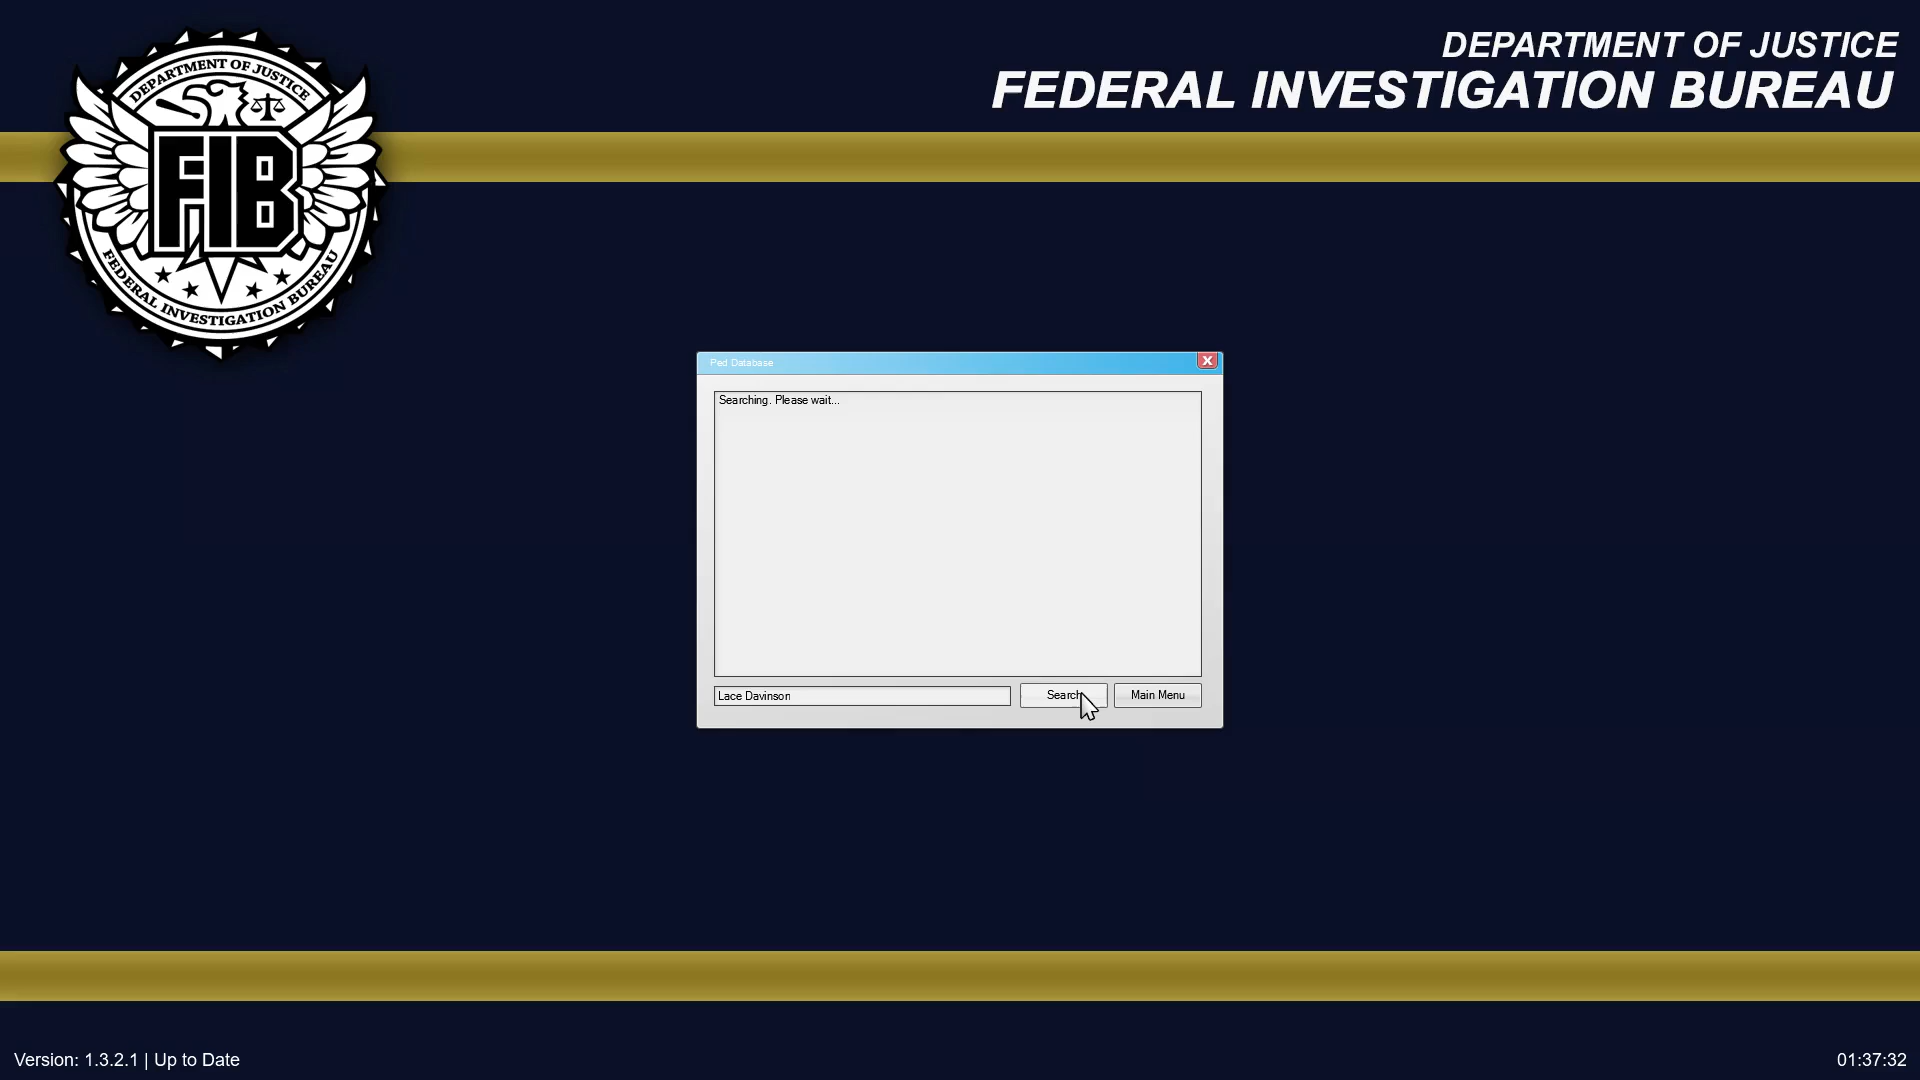 DEPARTMENT OF JUSTICE
FEDERAL INVESTIGATION BUREAU
DEPARTMENT OF JUSTICE
FIB
FEDERAL INVESTIGATION BUREAU
Ped Database
Searching. Please wait...
Lace Davinson
Search
Main Menu
Version: 1.3.2.1 | Up to Date
01:37:32